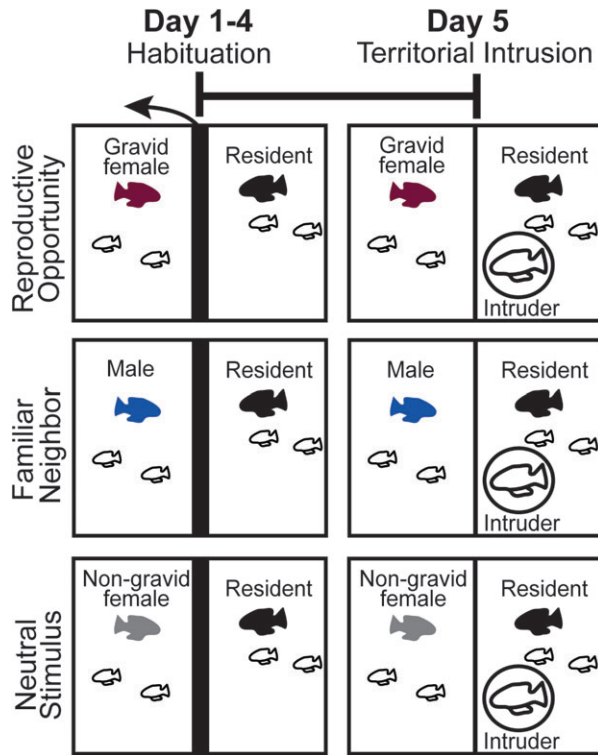 Day 1-4
Habituation
Day 5
Territorial Intrusion
Reproductive
Opportunity
Gravid
female
Resident
Gravid
female
Resident
Intruder
Familiar
Neighbor
Male
Resident
Male
Resident
Intruder
Neutral
Stimulus
Non-gravid
female
Resident
Non-gravid
female
Resident
Intruder